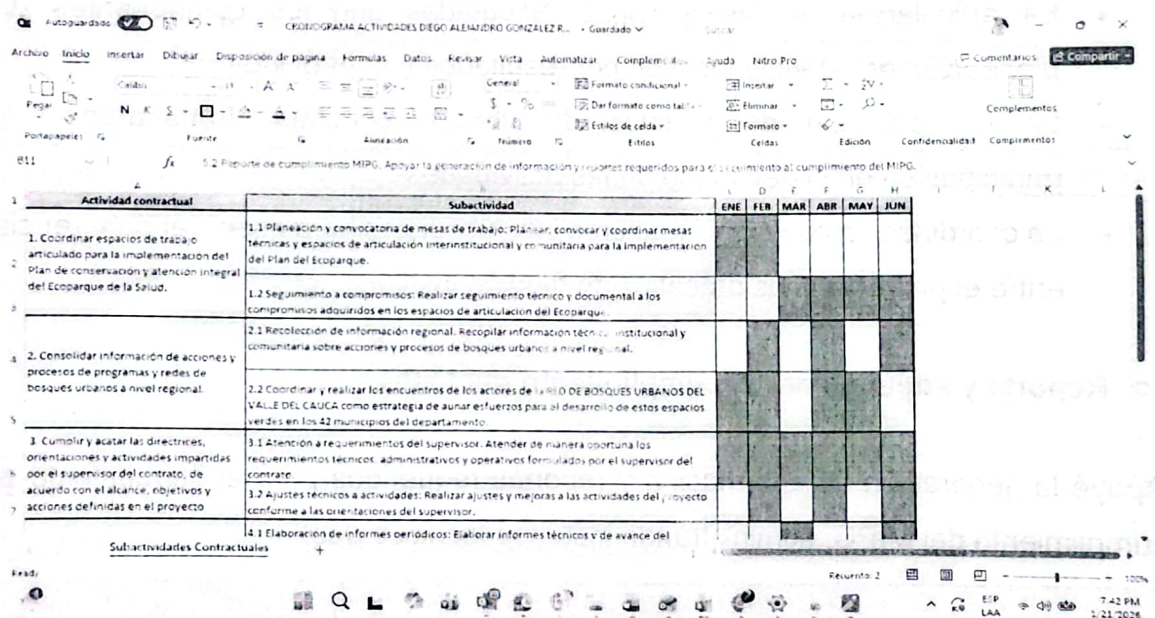 Autoguardado
CRONOGRAMA ACTIVIDADES DIEGO ALEJANDRO GONZALEZ R... - Guardado
Archivo Inicio Insertar Dibujar Disposición de pagina Formulas Datos Revisar Vista Automatizar Ayuda Nitro Pro Comentarios Compartir
Pegar
Calibri
General
N K S
Formato condicional
Dar formato como tabla
Estilos de celda
Insertar
Eliminar
Formato
Complementos
Portapapeles Fuente Alineación Número Estilos Celdas Edición Confidencialidad Complementos
B11 fx 5.2 Reporte de cumplimiento MIPG. Apoyar la generacion de información y reportes requeridos para el seguimiento al cumplimiento del MIPG.
D E F G H K L
1 Actividad contractual Subactividad ENE FEB MAR ABR MAY JUN
1. Coordinar espacios de trabajo
articulado para la implementación del
Plan de conservación y atención integral
del Ecoparque de la Salud.
1.1 Planeación y convocatoria de mesas de trabajo: Planear, convocar y coordinar mesas
técnicas y espacios de articulación interinstitucional y comunitaria para la implementación
del Plan del Ecoparque.
2
1.2 Seguimiento a compromisos: Realizar seguimiento técnico y documental a los
compromisos adquiridos en los espacios de articulación del Ecoparque.
3
2. Consolidar información de acciones y
procesos de programas y redes de
bosques urbanos a nivel regional.
2.1 Recolección de información regional. Recopilar información técnica institucional y
comunitaria sobre acciones y procesos de bosques urbanos a nivel regional.
4
2.2 Coordinar y realizar los encuentros de los actores de la RED DE BOSQUES URBANOS DEL
VALLE DEL CAUCA como estrategia de aunar esfuerzos para el desarrollo de estos espacios
verdes en los 42 municipios del departamento.
5
3. Cumplir y acatar las directrices,
orientaciones y actividades impartidas
por el supervisor del contrato, de
acuerdo con el alcance, objetivos y
acciones definidas en el proyecto
3.1 Atención a requerimientos del supervisor. Atender de manera oportuna los
requerimientos técnicos, administrativos y operativos formulados por el supervisor del
contrato.
6
3.2 Ajustes técnicos a actividades: Realizar ajustes y mejoras a las actividades del proyecto
conforme a las orientaciones del supervisor.
7
4.1 Elaboracion de informes periodicos: Elaborar informes técnicos y de avance del
Subactividades Contractuales +
Ready Recuento: 2 100%
ESP
LAA
7:42 PM
1/21/2026